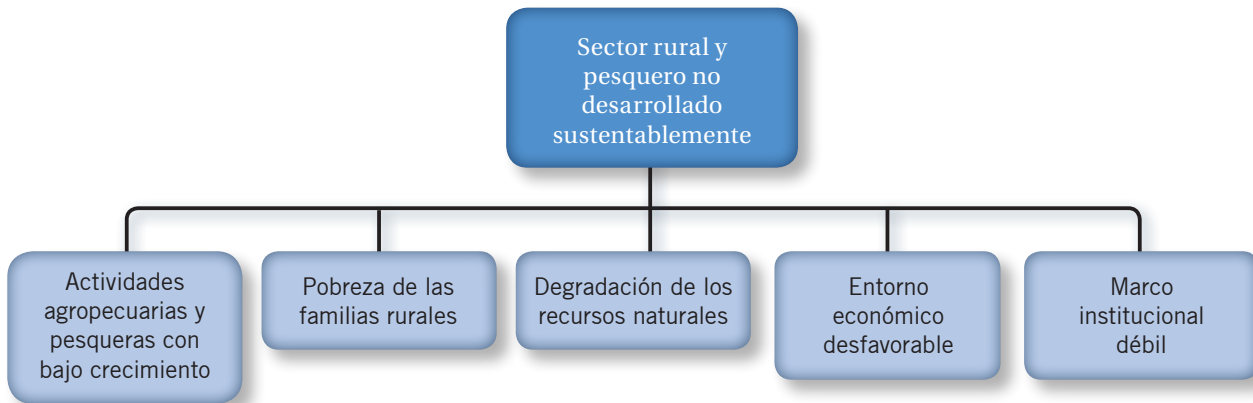 Sector rural y
pesquero no
desarrollado
sustentablemente
Actividades
agropecuarias y
pesqueras con
bajo crecimiento
Pobreza de las
familias rurales
Degradación de los
recursos naturales
Entorno
económico
desfavorable
Marco
institucional
débil